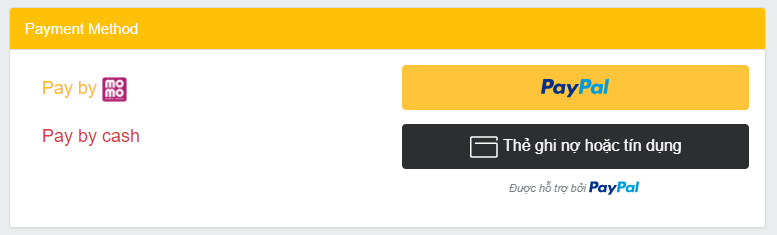 Payment Method
Pay by mo mo
Pay by cash
PayPal
Thẻ ghi nợ hoặc tín dụng
Được hỗ trợ bởi PayPal